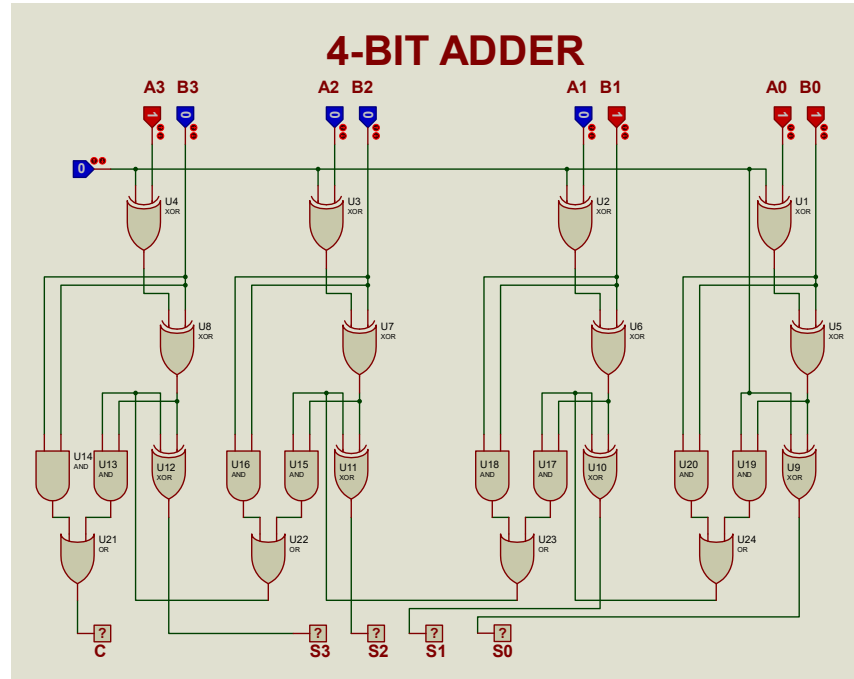 4-BIT ADDER
A3 B3 A2 B2 A1 B1 A0 B0
1 0 0 0 0 1 1 1
0
U4 U3 U2 U1
XOR XOR XOR XOR
U8 U7 U6 U5
XOR XOR XOR XOR
U14 U13 U12 U16 U15 U11 U18 U17 U10 U20 U19 U9
AND AND XOR AND AND XOR AND AND XOR AND AND XOR
U21 U22 U23 U24
OR OR OR OR
? ? ? ? ?
C S3 S2 S1 S0